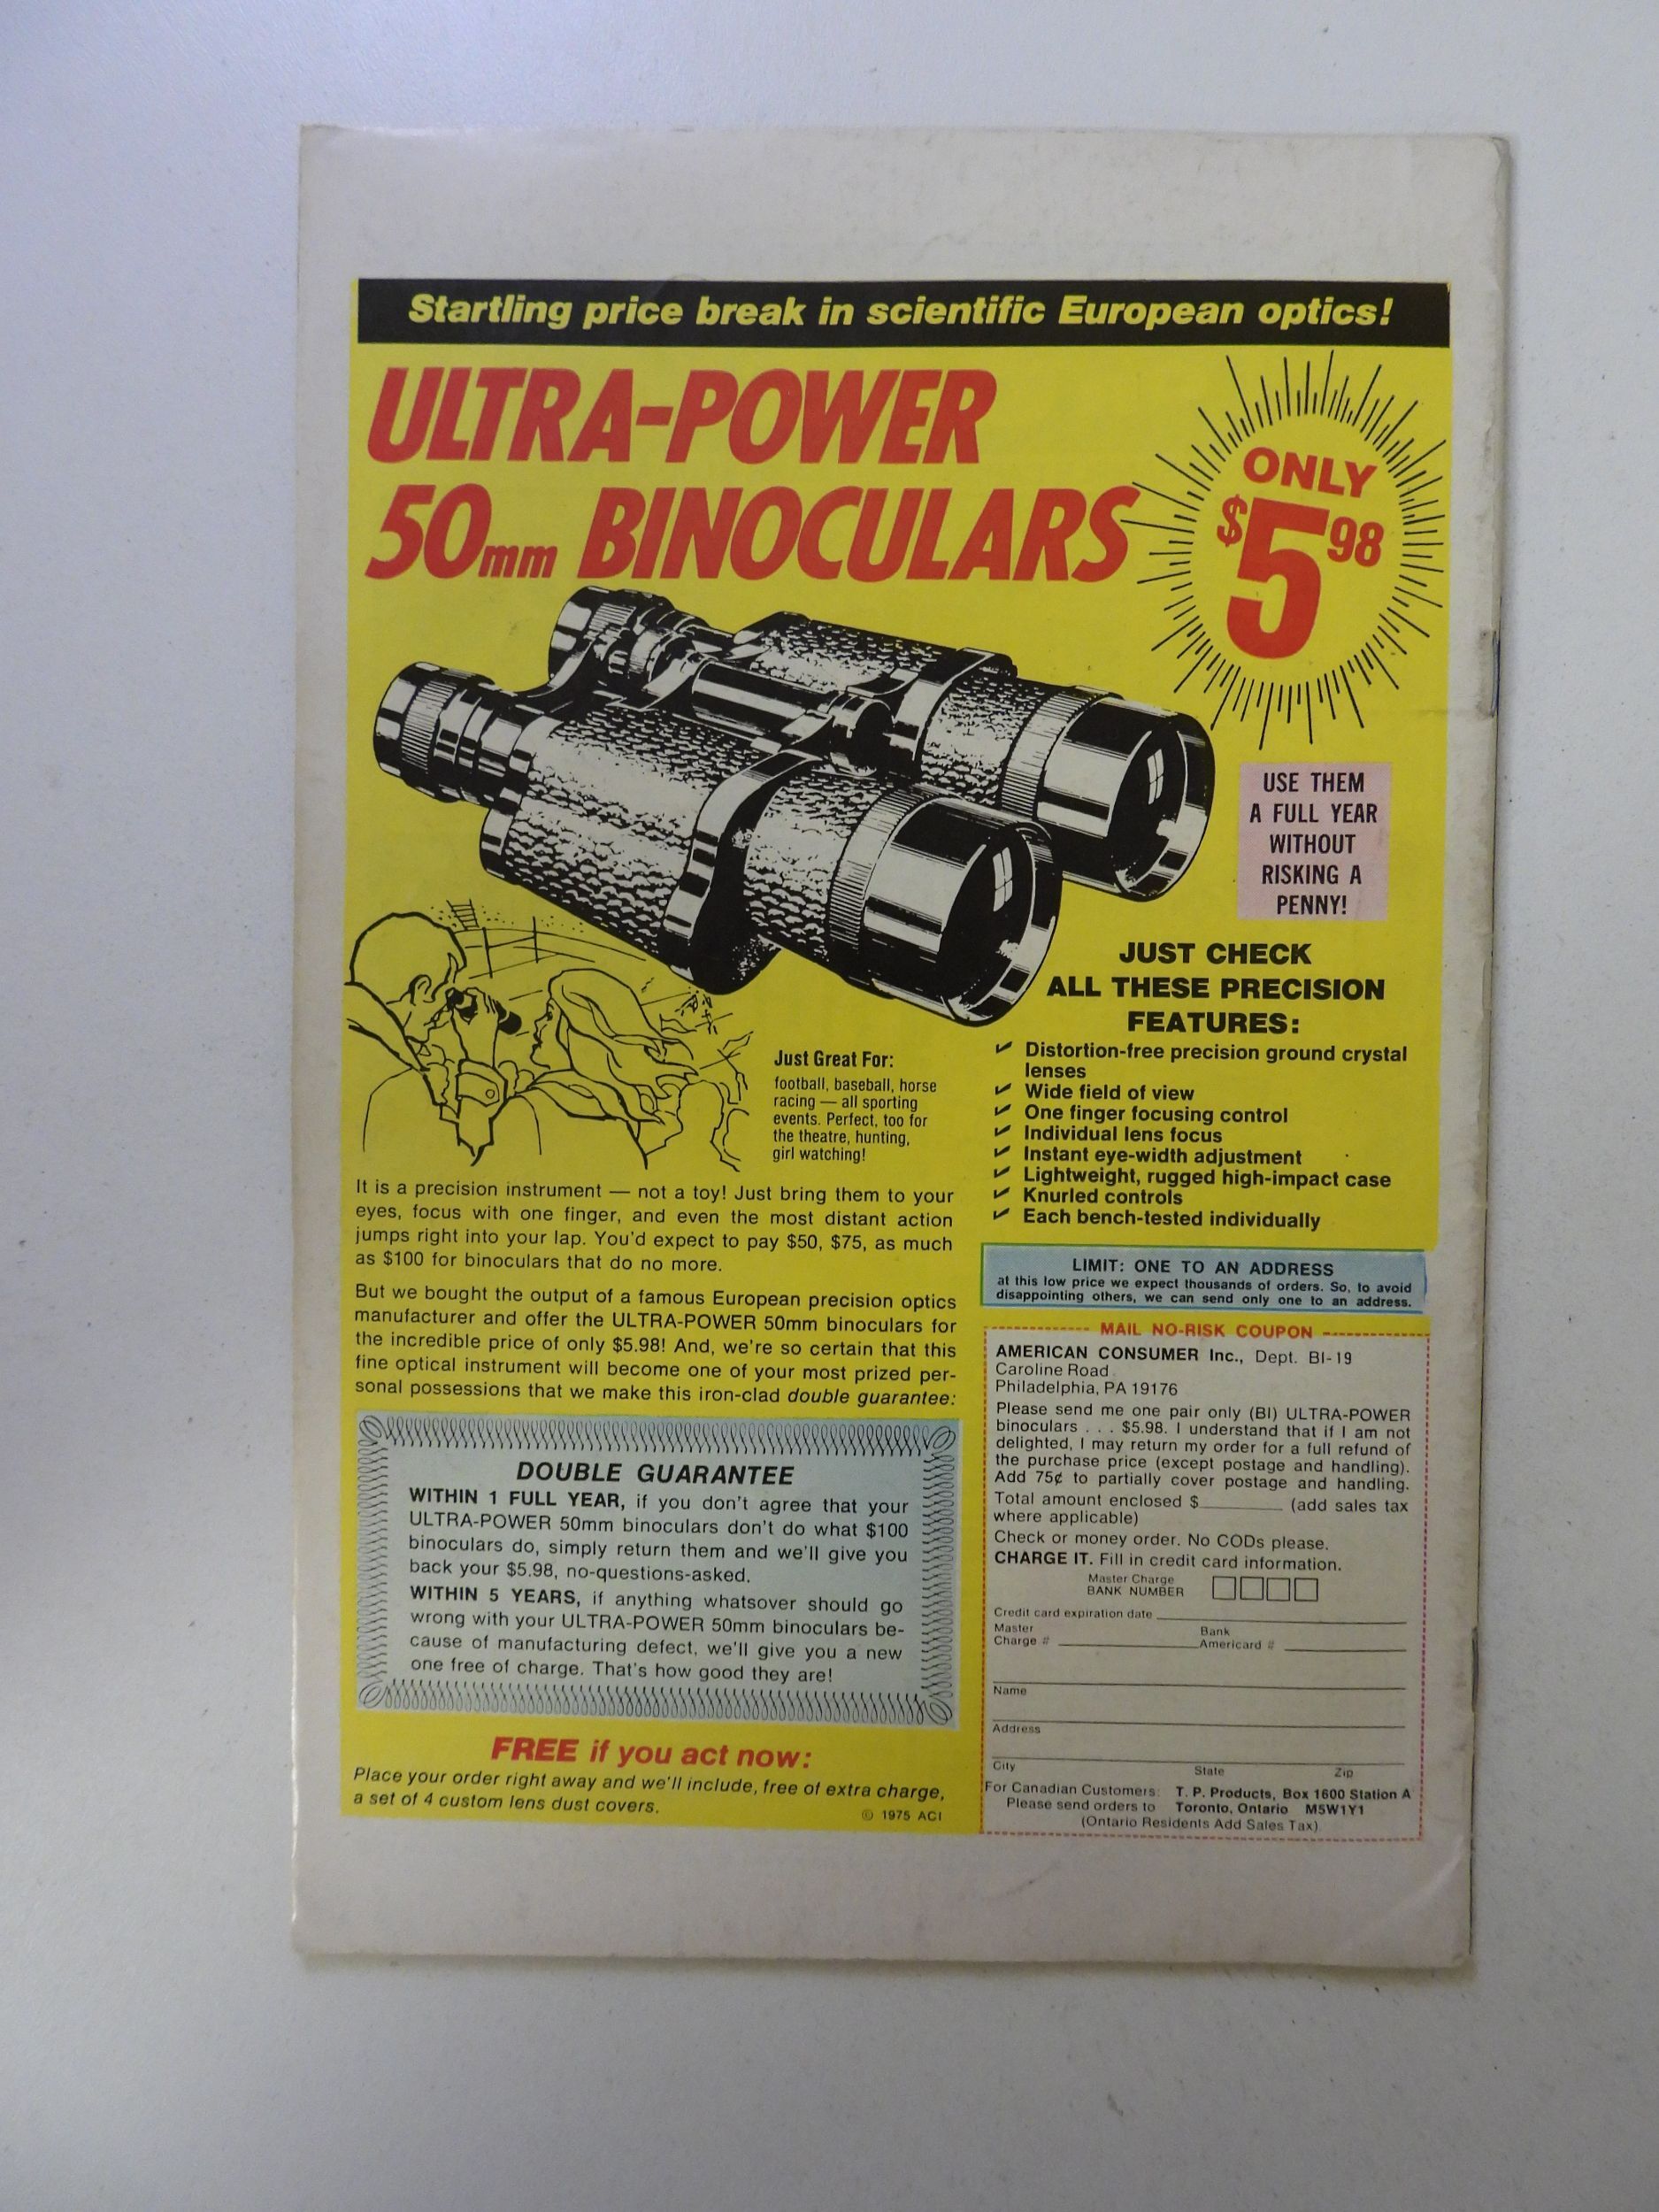 Startling price break in scientific European optics!
ULTRA-POWER
50mm BINOCULARS
ONLY
$5 98
USE THEM
A FULL YEAR
WITHOUT
RISKING A
PENNY!
JUST CHECK
ALL THESE PRECISION
FEATURES:
Distortion-free precision ground crystal
lenses
Wide field of view
One finger focusing control
Individual lens focus
Instant eye-width adjustment
Lightweight, rugged high-impact case
Knurled controls
Each bench-tested individually
Just Great For:
football, baseball, horse
racing — all sporting
events. Perfect, too for
the theatre, hunting,
girl watching!
It is a precision instrument — not a toy! Just bring them to your
eyes, focus with one finger, and even the most distant action
jumps right into your lap. You'd expect to pay $50, $75, as much
as $100 for binoculars that do no more.
But we bought the output of a famous European precision optics
manufacturer and offer the ULTRA-POWER 50mm binoculars for
the incredible price of only $5.98! And, we're so certain that this
fine optical instrument will become one of your most prized per-
sonal possessions that we make this iron-clad double guarantee:
DOUBLE GUARANTEE
WITHIN 1 FULL YEAR, if you don't agree that your
ULTRA-POWER 50mm binoculars don't do what $100
binoculars do, simply return them and we'll give you
back your $5.98, no-questions-asked.
WITHIN 5 YEARS, if anything whatsover should go
wrong with your ULTRA-POWER 50mm binoculars be-
cause of manufacturing defect, we'll give you a new
one free of charge. That's how good they are!
FREE if you act now:
Place your order right away and we'll include, free of extra charge,
a set of 4 custom lens dust covers.
© 1975 ACI
LIMIT: ONE TO AN ADDRESS
at this low price we expect thousands of orders. So, to avoid
disappointing others, we can send only one to an address.
MAIL NO-RISK COUPON
AMERICAN CONSUMER Inc., Dept. BI-19
Caroline Road
Philadelphia, PA 19176
Please send me one pair only (BI) ULTRA-POWER
binoculars . . . $5.98. I understand that if I am not
delighted, I may return my order for a full refund of
the purchase price (except postage and handling).
Add 75¢ to partially cover postage and handling.
Total amount enclosed $________ (add sales tax
where applicable)
Check or money order. No CODs please.
CHARGE IT. Fill in credit card information.
Master Charge
BANK NUMBER
Credit card expiration date
Master Bank
Charge # Americard #
Name
Address
City State Zip
For Canadian Customers: T. P. Products, Box 1600 Station A
Please send orders to Toronto, Ontario M5W1Y1
(Ontario Residents Add Sales Tax)